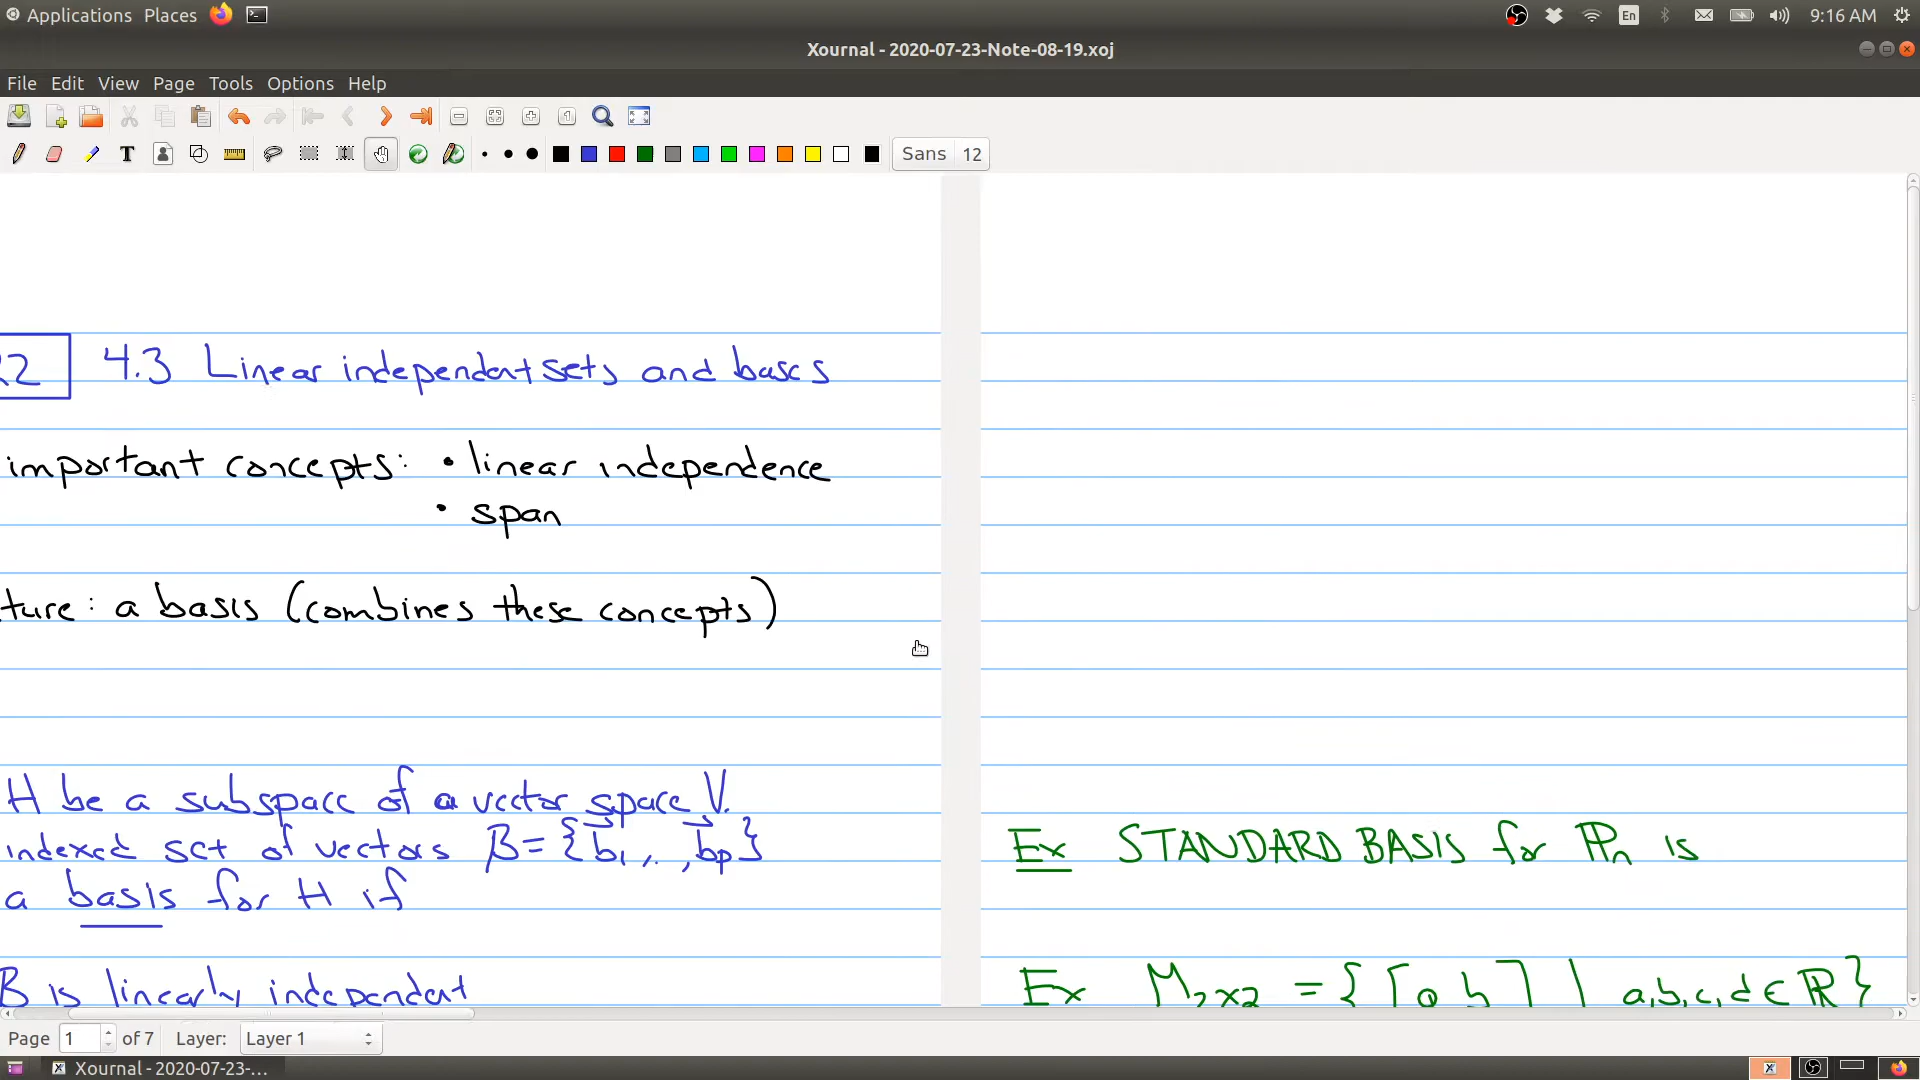 Applications Places En 9:16 AM
Xournal - 2020-07-23-Note-08-19.xoj
File Edit View Page Tools Options Help
Sans 12
22 4.3 Linear independent sets and bases
important concepts: • linear independence
• span
ture: a basis (combines these concepts)
H be a subspace of a vector space V.
indexed set of vectors B = {b1, .. , bp}
a basis for H if
B is linearly independent
Ex STANDARD BASIS for ℙn is
Ex M2x2 = { [a b] | a,b,c,d ∈ ℝ}
Page 1 of 7 Layer: Layer 1
Xournal - 2020-07-23-...